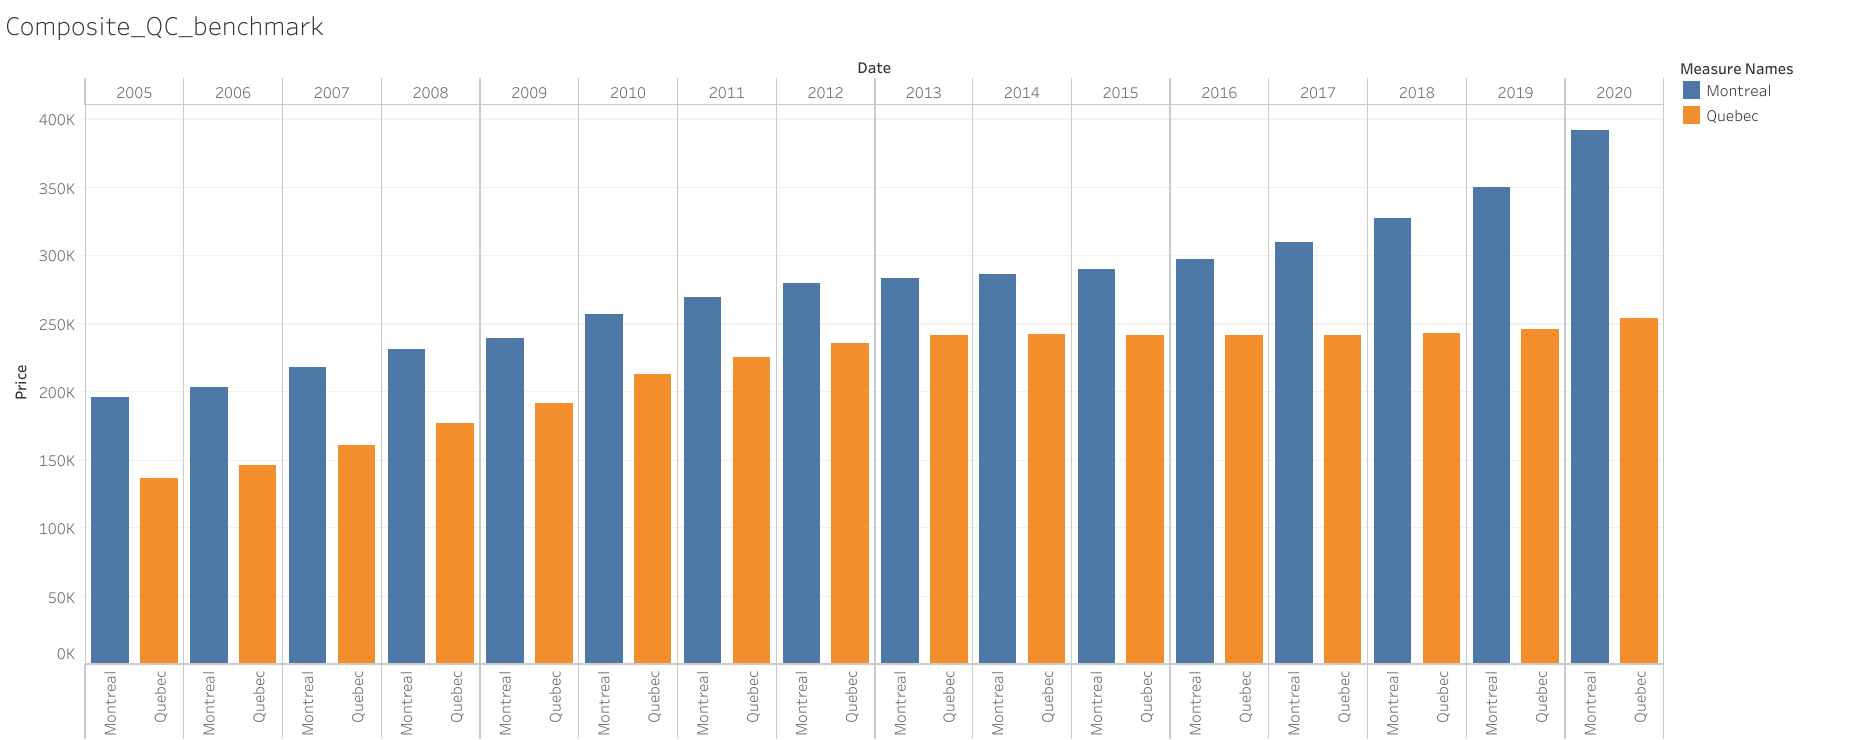 Composite_QC_benchmark
Date
Measure Names
2005 2006 2007 2008 2009 2010 2011 2012 2013 2014 2015 2016 2017 2018 2019 2020
Montreal
Quebec
400K
350K
300K
250K
200K
150K
100K
50K
0K
Price
Montreal Quebec Montreal Quebec Montreal Quebec Montreal Quebec Montreal Quebec Montreal Quebec Montreal Quebec Montreal Quebec Montreal Quebec Montreal Quebec Montreal Quebec Montreal Quebec Montreal Quebec Montreal Quebec Montreal Quebec Montreal Quebec